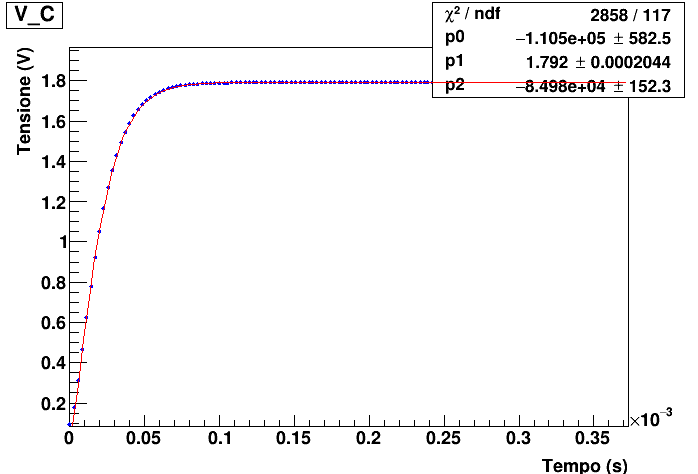 V_C
χ² / ndf 2858 / 117
p0 −1.105e+05 ± 582.5
p1 1.792 ± 0.0002044
p2 −8.498e+04 ± 152.3
Tensione (V)
1.8
1.6
1.4
1.2
1
0.8
0.6
0.4
0.2
0 0.05 0.1 0.15 0.2 0.25 0.3 0.35
×10⁻³
Tempo (s)